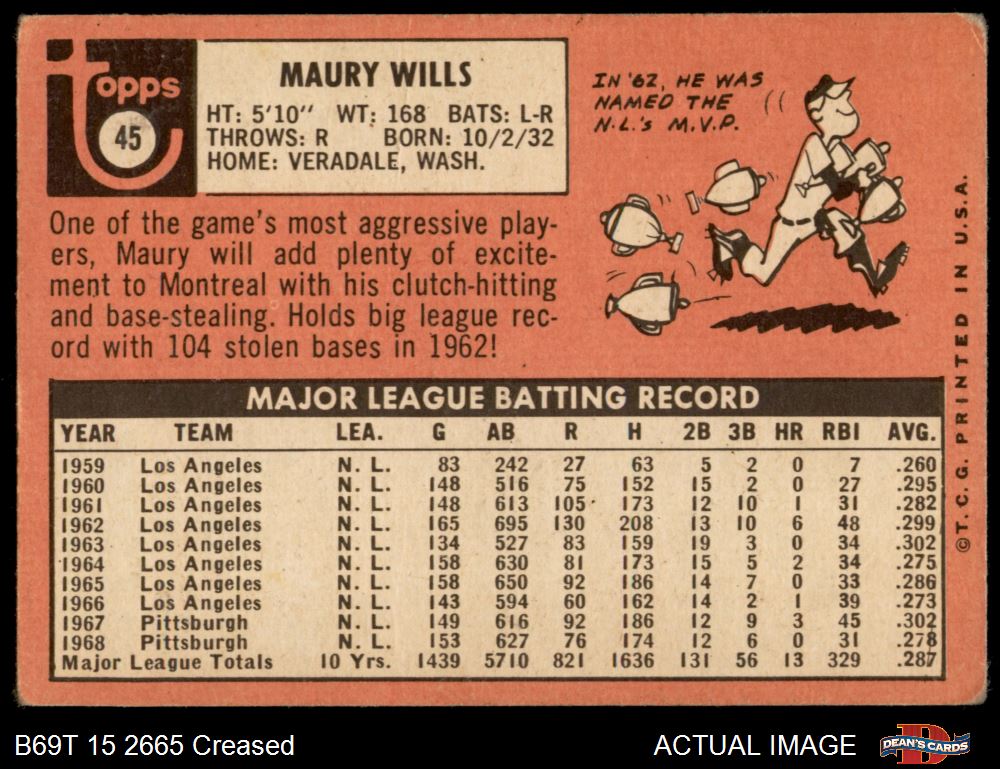 Topps
45
MAURY WILLS
HT: 5'10" WT: 168 BATS: L-R
THROWS: R BORN: 10/2/32
HOME: VERADALE, WASH.
IN '62, HE WAS
NAMED THE
N.L.'s M.V.P.
One of the game's most aggressive play-
ers, Maury will add plenty of excite-
ment to Montreal with his clutch-hitting
and base-stealing. Holds big league rec-
ord with 104 stolen bases in 1962!
MAJOR LEAGUE BATTING RECORD
YEAR TEAM LEA. G AB R H 2B 3B HR RBI AVG.
1959 Los Angeles N. L. 83 242 27 63 5 2 0 7 .260
1960 Los Angeles N. L. 148 516 75 152 15 2 0 27 .295
1961 Los Angeles N. L. 148 613 105 173 12 10 1 31 .282
1962 Los Angeles N. L. 165 695 130 208 13 10 6 48 .299
1963 Los Angeles N. L. 134 527 83 159 19 3 0 34 .302
1964 Los Angeles N. L. 158 630 81 173 15 5 2 34 .275
1965 Los Angeles N. L. 158 650 92 186 14 7 0 33 .286
1966 Los Angeles N. L. 143 594 60 162 14 2 1 39 .273
1967 Pittsburgh N. L. 149 616 92 186 12 9 3 45 .302
1968 Pittsburgh N. L. 153 627 76 174 12 6 0 31 .278
Major League Totals 10 Yrs. 1439 5710 821 1636 131 56 13 329 .287
©T.C.G. PRINTED IN U.S.A.
B69T 15 2665 Creased
ACTUAL IMAGE
DEAN'S CARDS